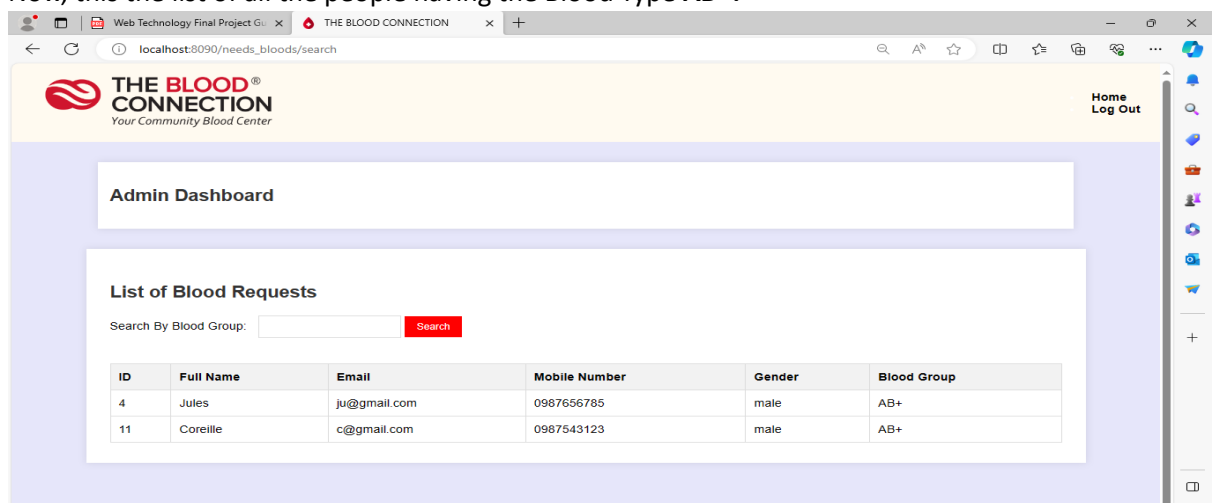 Now, this the list of all the people having the Blood Type AB+.
Web Technology Final Project Gu
THE BLOOD CONNECTION
localhost:8090/needs_bloods/search
THE BLOOD®
CONNECTION
Your Community Blood Center
Home
Log Out
Admin Dashboard
List of Blood Requests
Search By Blood Group: Search
ID Full Name Email Mobile Number Gender Blood Group
4 Jules ju@gmail.com 0987656785 male AB+
11 Coreille c@gmail.com 0987543123 male AB+